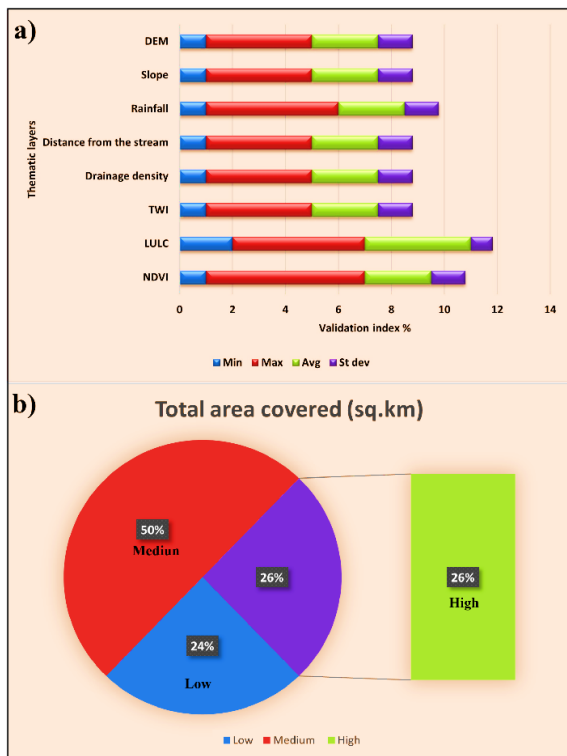 a)
Thematic layers
DEM
Slope
Rainfall
Distance from the stream
Drainage density
TWI
LULC
NDVI
0 2 4 6 8 10 12 14
Validation index %
Min Max Avg St dev
b)
Total area covered (sq.km)
50%
Mediun
26%
26%
High
24%
Low
Low Medium High